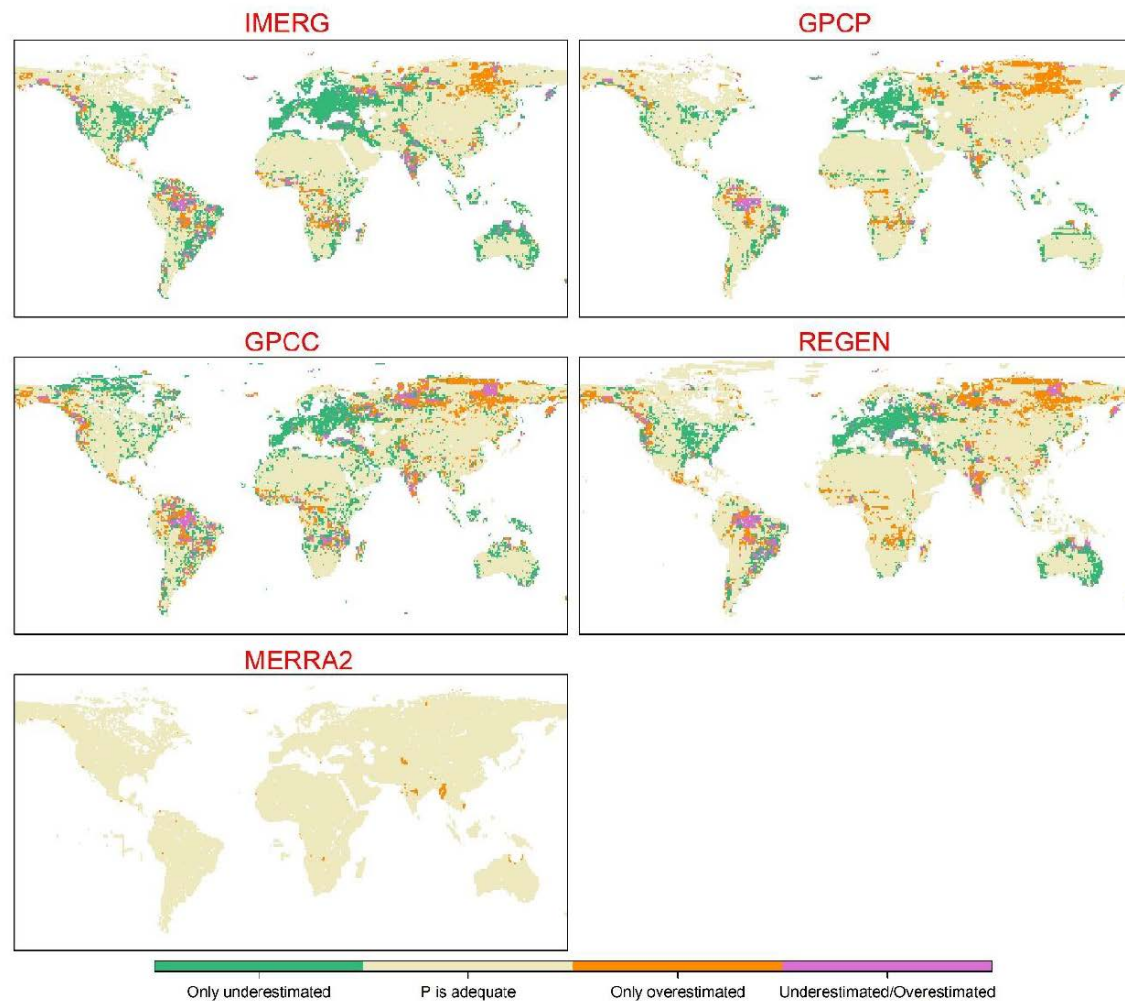 IMERG
GPCP
GPCC
REGEN
MERRA2
Only underestimated
P is adequate
Only overestimated
Underestimated/Overestimated